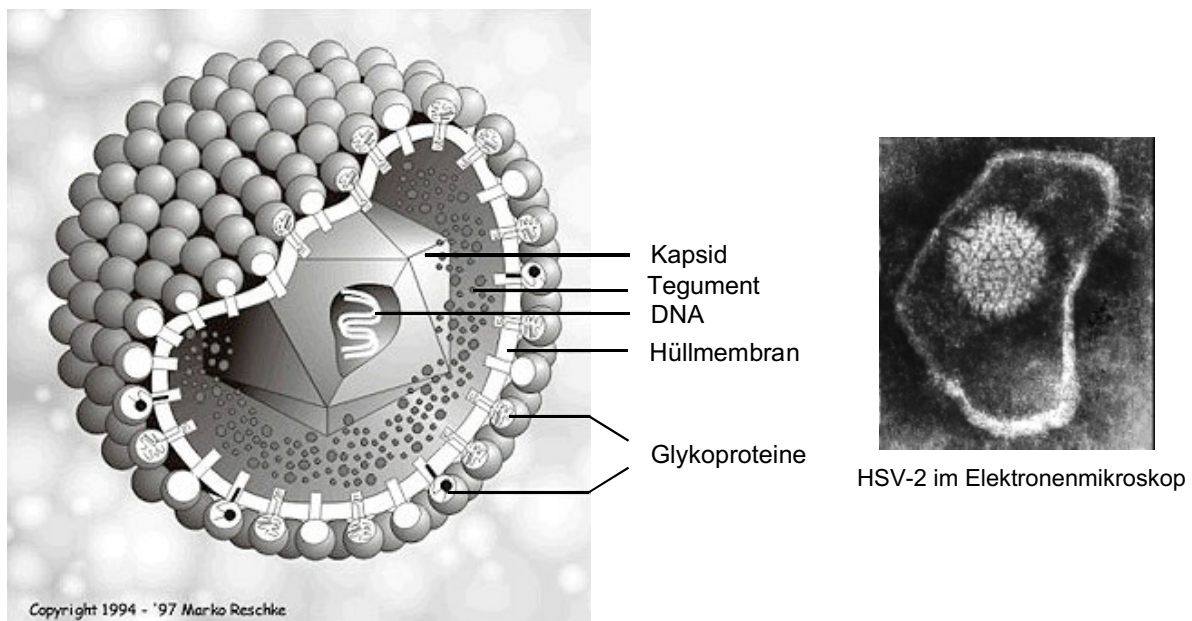 Kapsid
Tegument
DNA
Hüllmembran
Glykoproteine
HSV-2 im Elektronenmikroskop
Copyright 1994 - '97 Marko Reschke